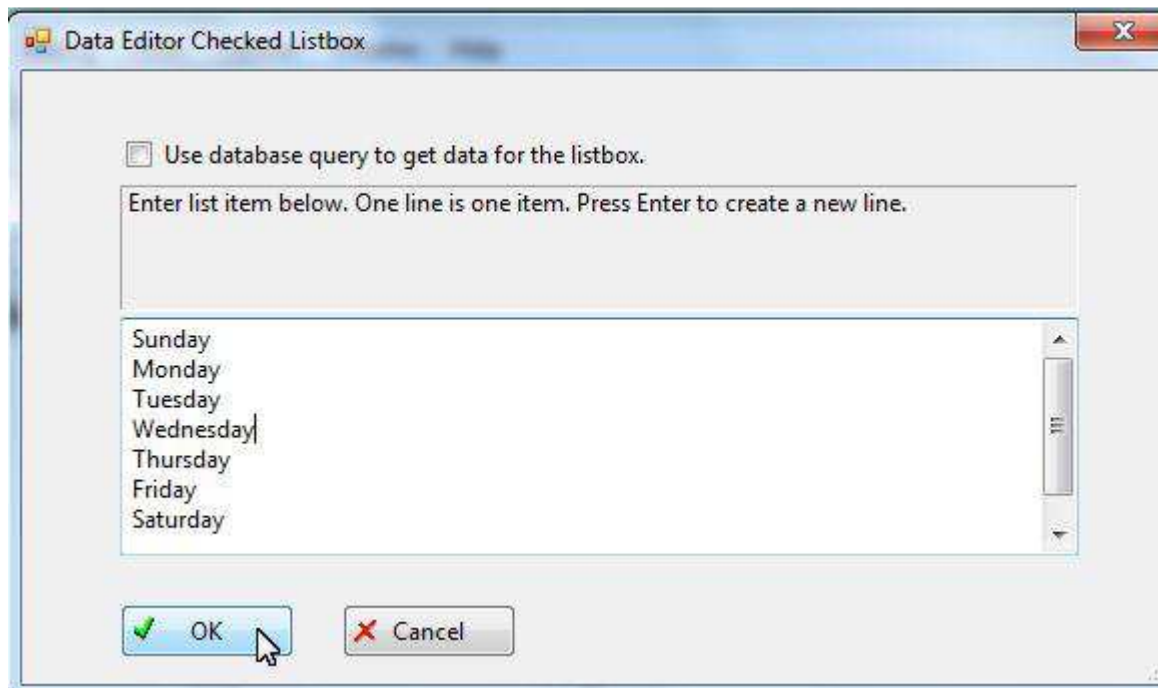 Data Editor Checked Listbox
Use database query to get data for the listbox.
Enter list item below. One line is one item. Press Enter to create a new line.
Sunday
Monday
Tuesday
Wednesday
Thursday
Friday
Saturday
OK
Cancel